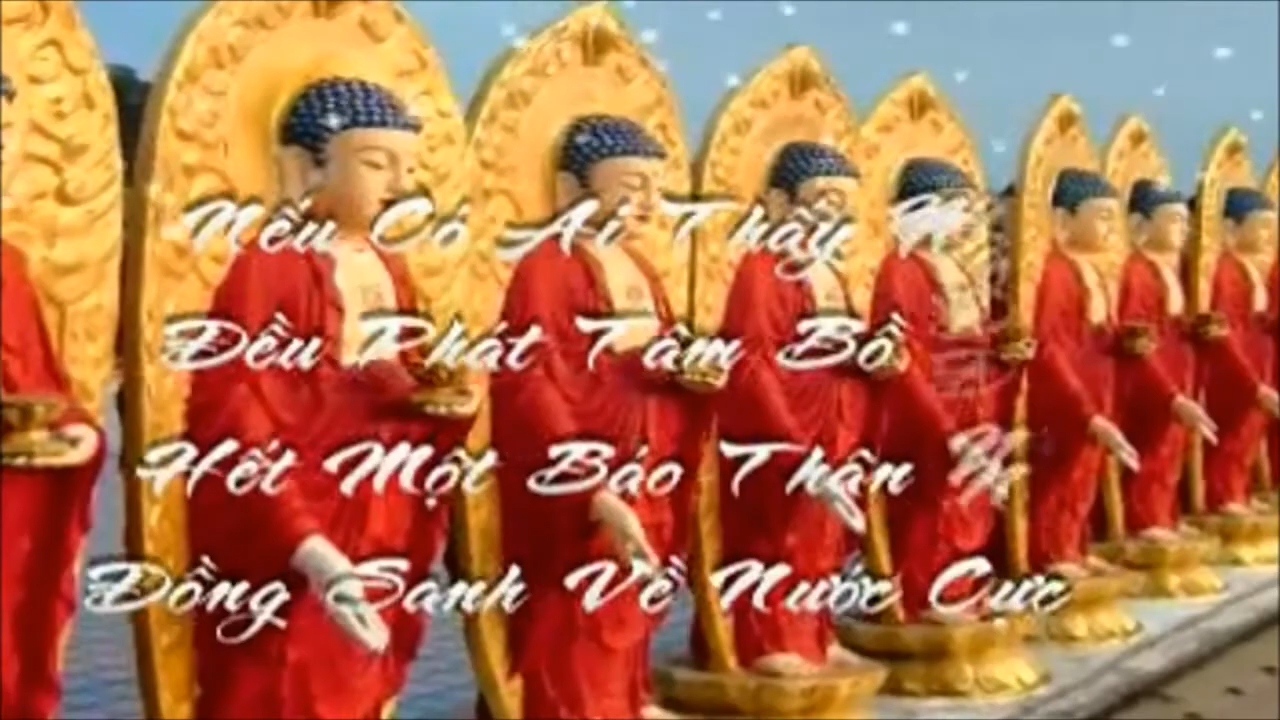 Nếu Có Ai Thấy
Đều Phát Tâm Bồ
Hết Một Báo Thân
Đồng Sanh Về Nước Cực